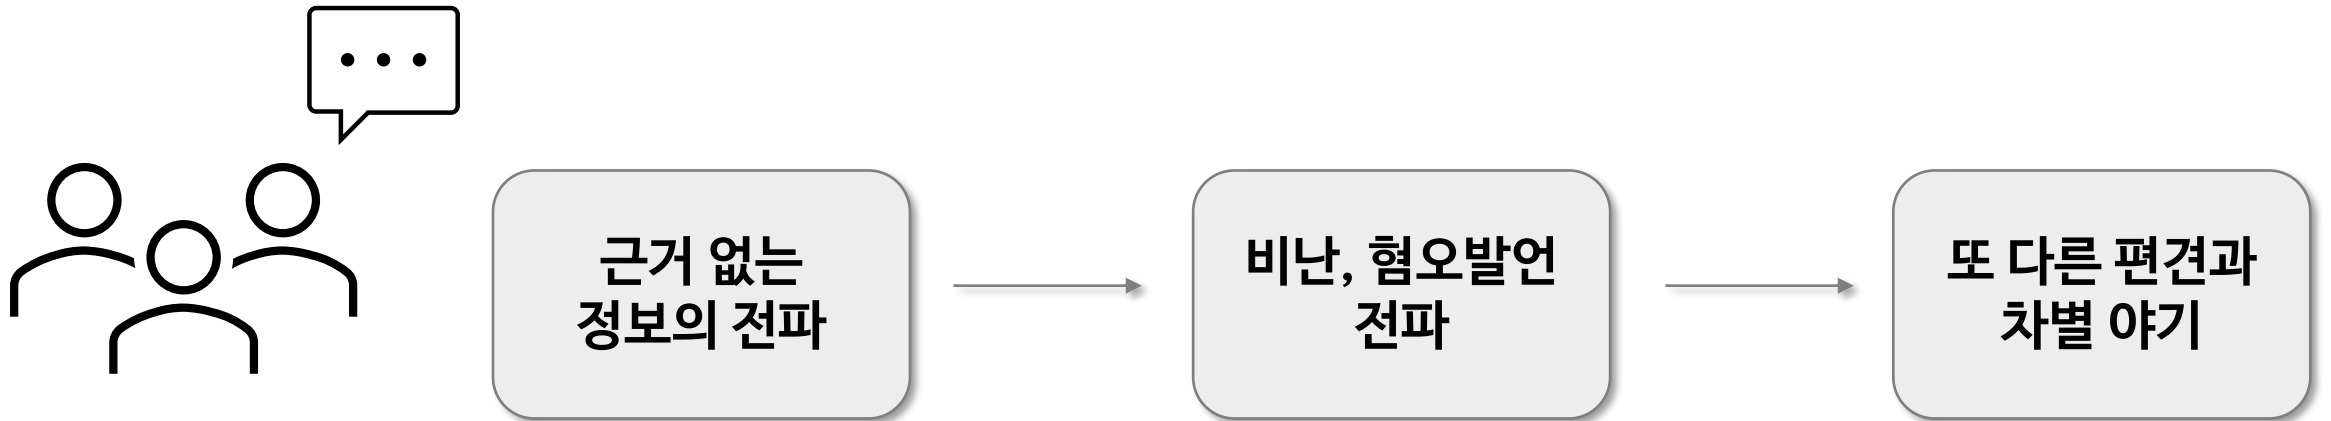 근거 없는
정보의 전파
비난, 혐오발언
전파
또 다른 편견과
차별 야기